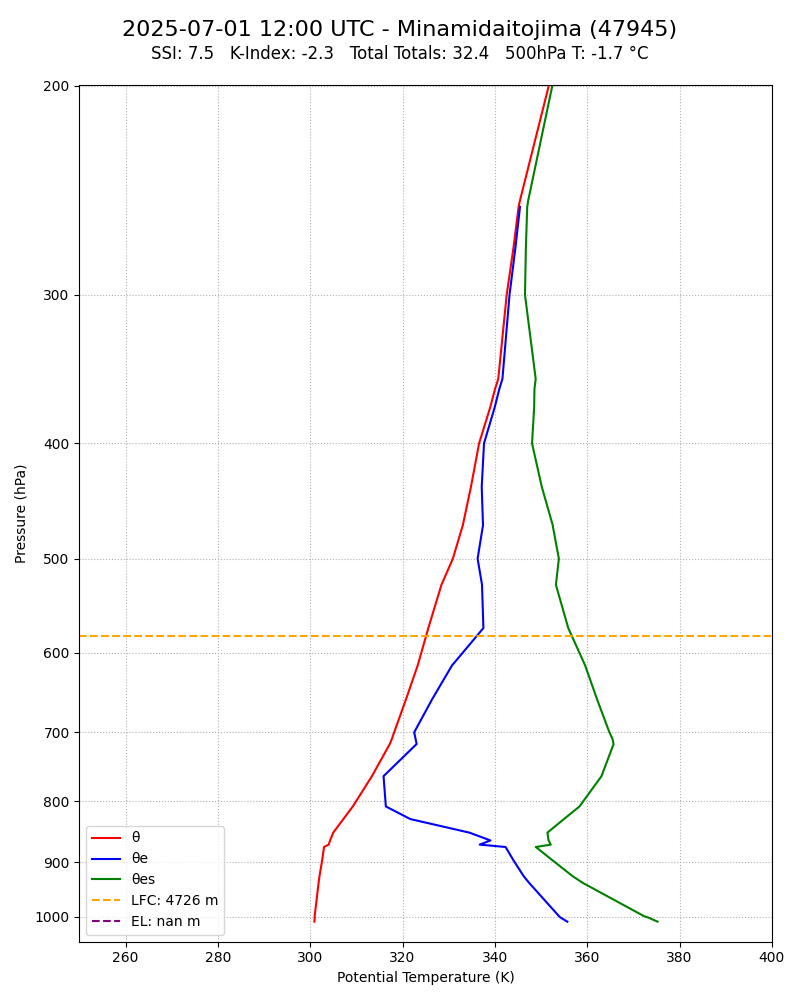 2025-07-01 12:00 UTC - Minamidaitojima (47945)
SSI: 7.5   K-Index: -2.3   Total Totals: 32.4   500hPa T: -1.7 °C
200
300
400
500
600
700
800
900
1000
Pressure (hPa)
θ
θe
θes
LFC: 4726 m
EL: nan m
260 280 300 320 340 360 380 400
Potential Temperature (K)